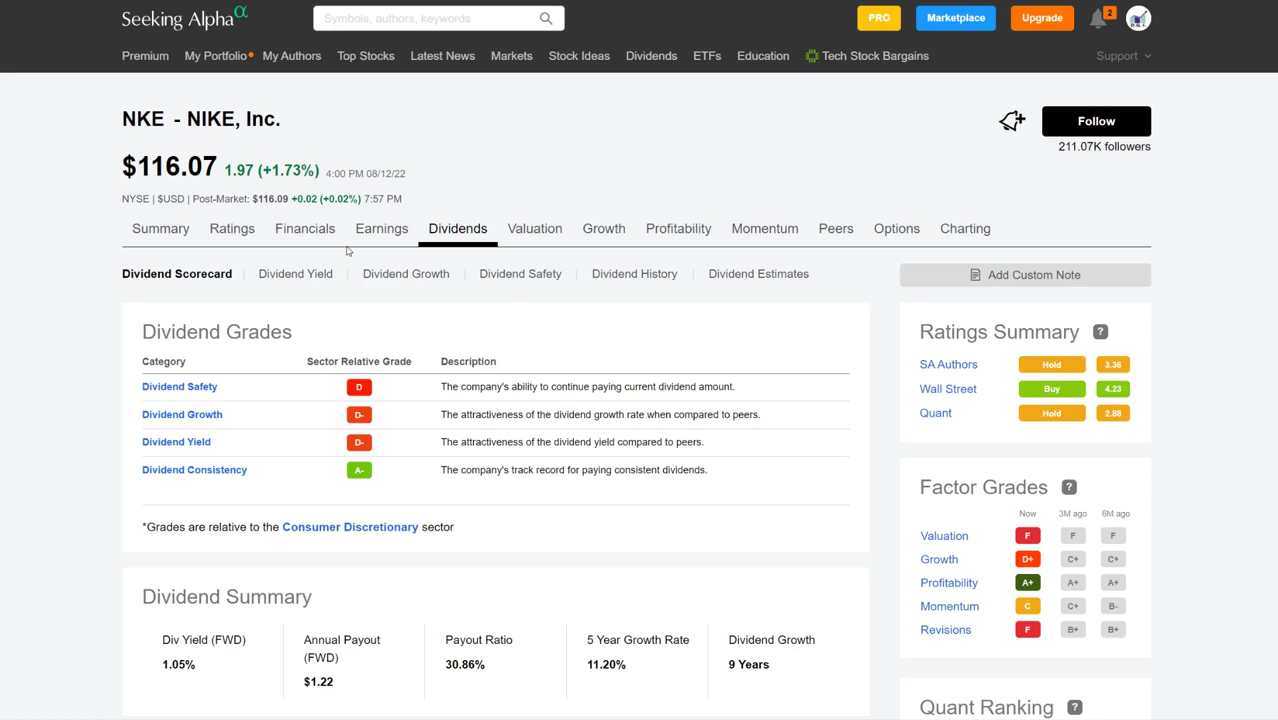 Seeking Alpha α
Symbols, authors, keywords
PRO
Marketplace
Upgrade
2
Premium My Portfolio My Authors Top Stocks Latest News Markets Stock Ideas Dividends ETFs Education Tech Stock Bargains Support
NKE - NIKE, Inc.
Follow
211.07K followers
$116.07 1.97 (+1.73%) 4:00 PM 08/12/22
NYSE | $USD | Post-Market: $116.09 +0.02 (+0.02%) 7:57 PM
Summary Ratings Financials Earnings Dividends Valuation Growth Profitability Momentum Peers Options Charting
Dividend Scorecard | Dividend Yield | Dividend Growth | Dividend Safety | Dividend History | Dividend Estimates
Add Custom Note
Dividend Grades
Category Sector Relative Grade Description
Dividend Safety D The company's ability to continue paying current dividend amount.
Dividend Growth D- The attractiveness of the dividend growth rate when compared to peers.
Dividend Yield D- The attractiveness of the dividend yield compared to peers.
Dividend Consistency A- The company's track record for paying consistent dividends.
*Grades are relative to the Consumer Discretionary sector
Dividend Summary
Div Yield (FWD)
1.05%
Annual Payout
(FWD)
$1.22
Payout Ratio
30.86%
5 Year Growth Rate
11.20%
Dividend Growth
9 Years
Ratings Summary ?
SA Authors Hold 3.36
Wall Street Buy 4.23
Quant Hold 2.88
Factor Grades ?
Now 3M ago 6M ago
Valuation F F F
Growth D+ C+ C+
Profitability A+ A+ A+
Momentum C C+ B-
Revisions F B+ B+
Quant Ranking ?